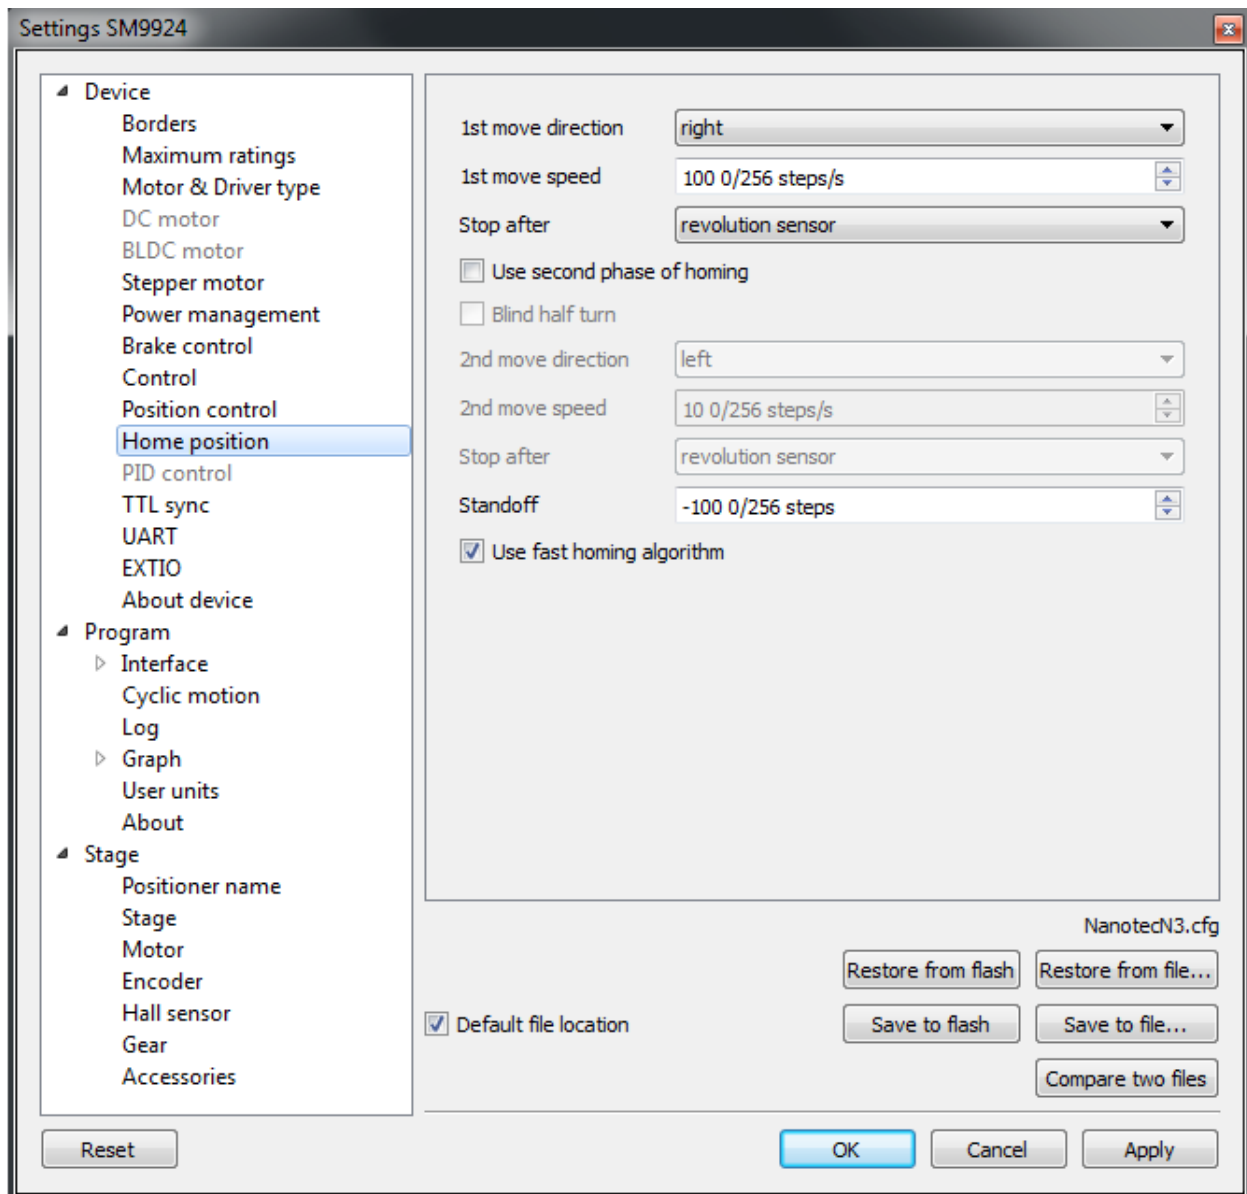 Settings SM9924
Device
Borders
Maximum ratings
Motor & Driver type
DC motor
BLDC motor
Stepper motor
Power management
Brake control
Control
Position control
Home position
PID control
TTL sync
UART
EXTIO
About device
Program
Interface
Cyclic motion
Log
Graph
User units
About
Stage
Positioner name
Stage
Motor
Encoder
Hall sensor
Gear
Accessories
1st move direction right
1st move speed 100 0/256 steps/s
Stop after revolution sensor
Use second phase of homing
Blind half turn
2nd move direction left
2nd move speed 10 0/256 steps/s
Stop after revolution sensor
Standoff -100 0/256 steps
Use fast homing algorithm
NanotecN3.cfg
Restore from flash Restore from file...
Default file location Save to flash Save to file...
Compare two files
Reset OK Cancel Apply